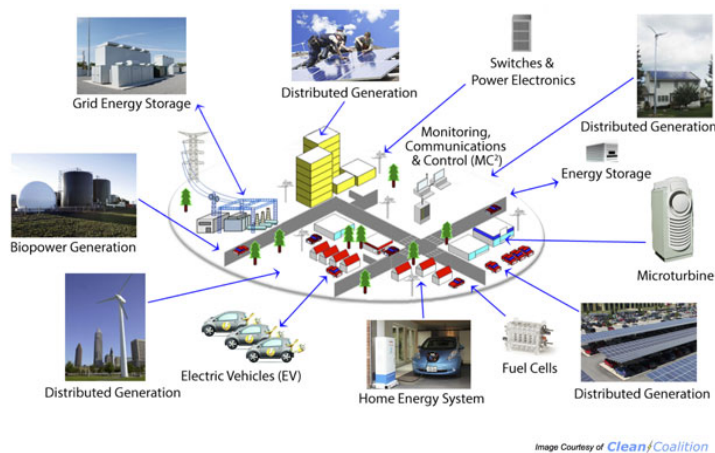 Grid Energy Storage
Distributed Generation
Switches &
Power Electronics
Distributed Generation
Monitoring,
Communications
& Control (MC²)
Energy Storage
Biopower Generation
Microturbine
Distributed Generation
Electric Vehicles (EV)
Home Energy System
Fuel Cells
Distributed Generation
Image Courtesy of Clean Coalition